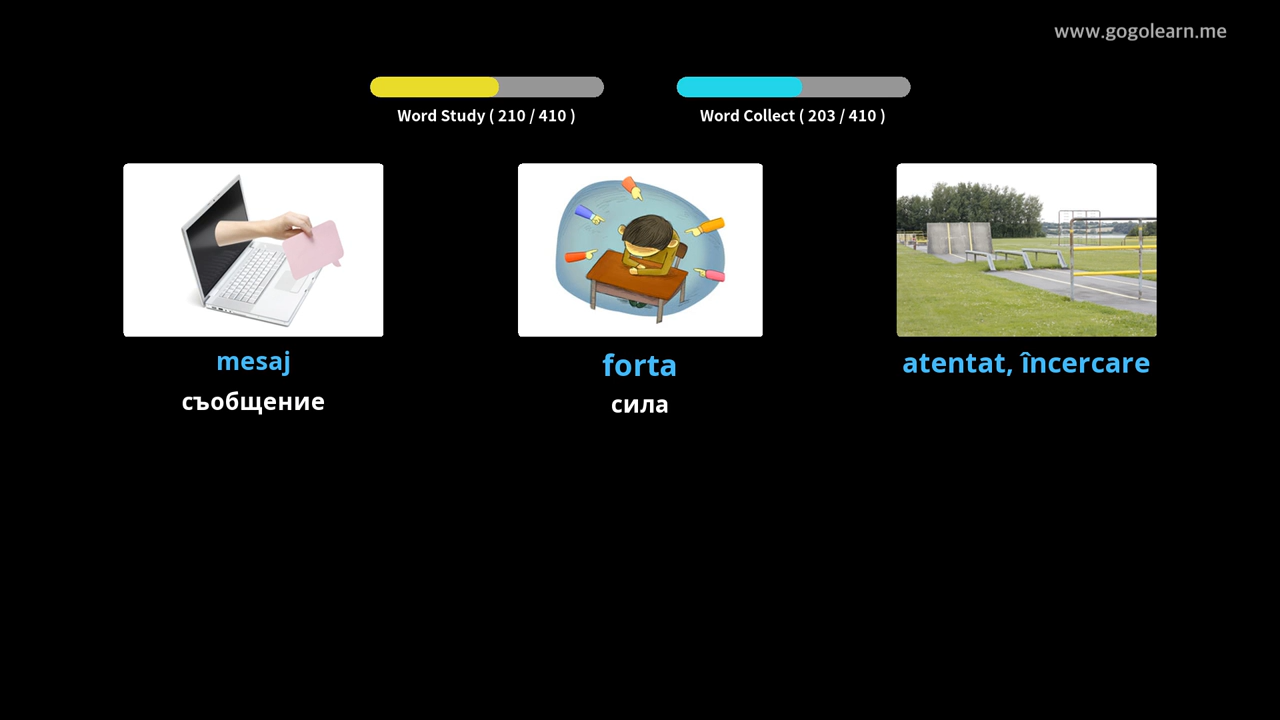 www.gogolearn.me
Word Study ( 210 / 410 )
Word Collect ( 203 / 410 )
mesaj
съобщение
forta
сила
atentat, încercare